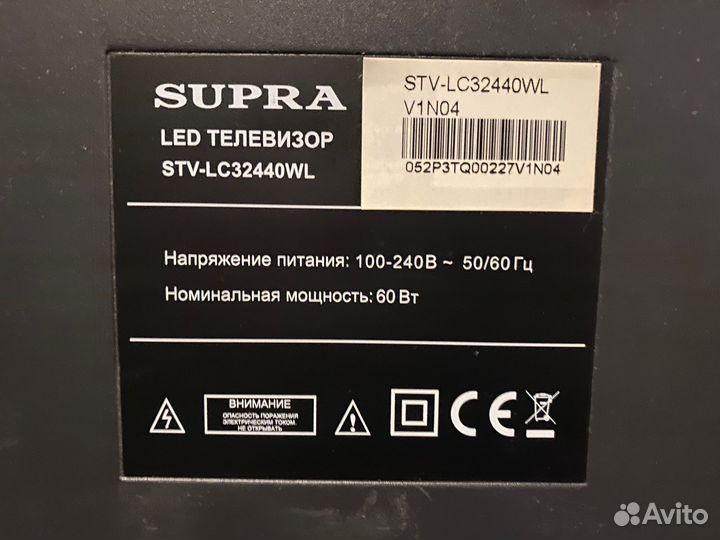 SUPRA
LED ТЕЛЕВИЗОР
STV-LC32440WL
STV-LC32440WL
V1N04
052P3TQ00227V1N04
Напряжение питания: 100-240В ~ 50/60 Гц
Номинальная мощность: 60 Вт
ВНИМАНИЕ
ОПАСНОСТЬ ПОРАЖЕНИЯ
ЭЛЕКТРИЧЕСКИМ ТОКОМ.
НЕ ОТКРЫВАТЬ
CE
Avito